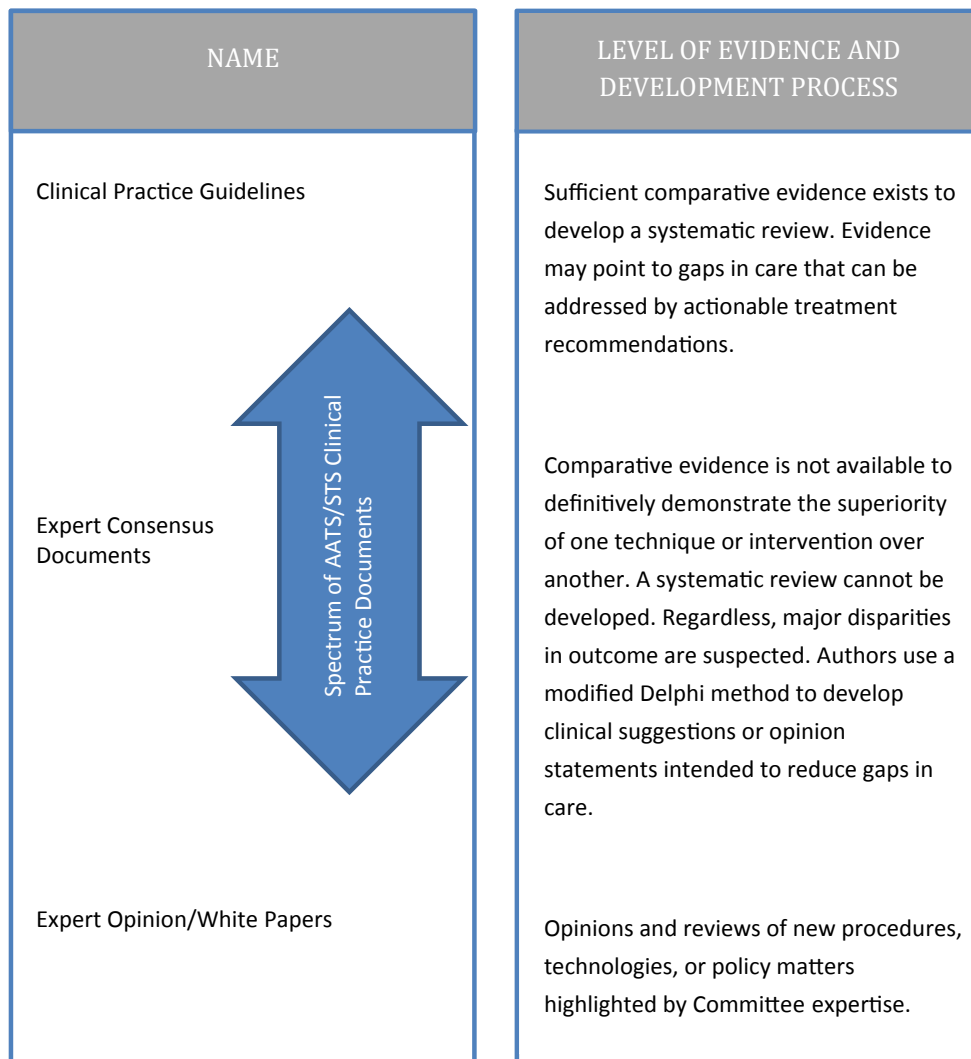 NAME
Clinical Practice Guidelines
Expert Consensus
Documents
Expert Opinion/White Papers
Spectrum of AATS/STS Clinical
Practice Documents
LEVEL OF EVIDENCE AND
DEVELOPMENT PROCESS
Sufficient comparative evidence exists to
develop a systematic review. Evidence
may point to gaps in care that can be
addressed by actionable treatment
recommendations.
Comparative evidence is not available to
definitively demonstrate the superiority
of one technique or intervention over
another. A systematic review cannot be
developed. Regardless, major disparities
in outcome are suspected. Authors use a
modified Delphi method to develop
clinical suggestions or opinion
statements intended to reduce gaps in
care.
Opinions and reviews of new procedures,
technologies, or policy matters
highlighted by Committee expertise.